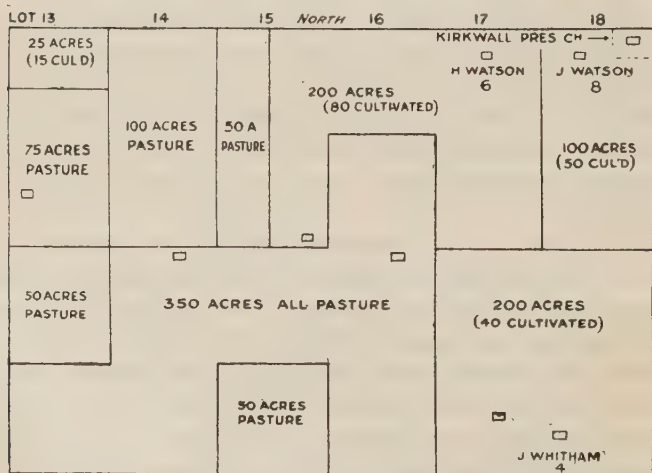 LOT 13 14 15 NORTH 16 17 18
KIRKWALL PRES CH
25 ACRES
(15 CUL'D)
H WATSON
6
J WATSON
8
200 ACRES
(80 CULTIVATED)
100 ACRES
PASTURE
50 A
PASTURE
75 ACRES
PASTURE
100 ACRES
(50 CUL'D)
50 ACRES
PASTURE
350 ACRES ALL PASTURE
200 ACRES
(40 CULTIVATED)
50 ACRES
PASTURE
J WHITHAM
4